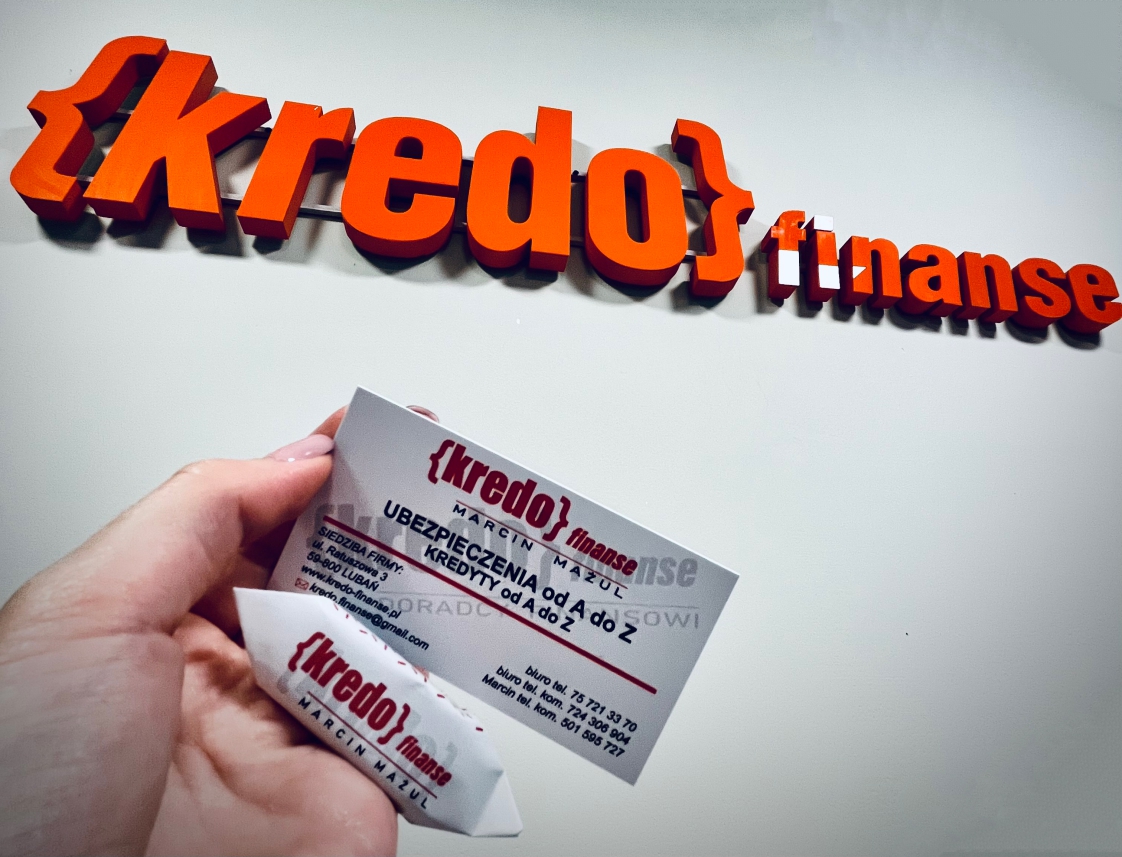 {kredo} finanse
{kredo} finanse
MARCIN MAZUL
UBEZPIECZENIA od A do Z
KREDYTY od A do Z
SIEDZIBA FIRMY:
ul. Ratuszowa 3
59-800 LUBAŃ
www.kredo-finanse.pl
kredo.finanse@gmail.com
biuro tel. 75 721 33 70
biuro tel. kom. 724 306 904
Marcin tel. kom. 501 595 727
{kredo} finanse
MARCIN MAZUL